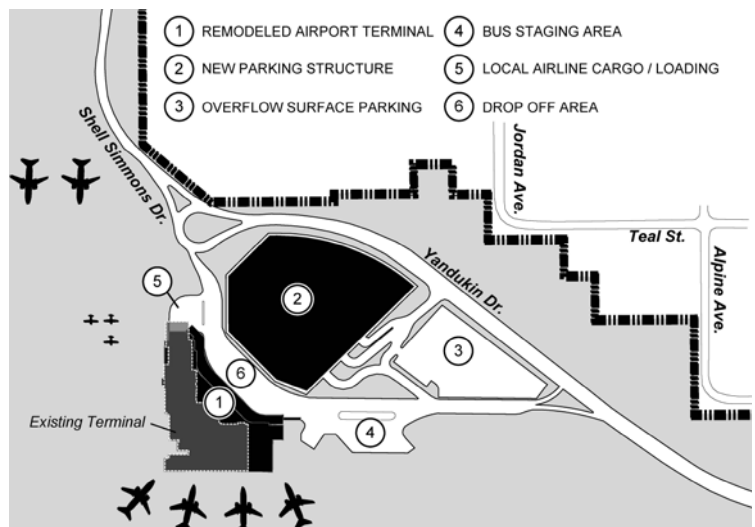 1 REMODELED AIRPORT TERMINAL
2 NEW PARKING STRUCTURE
3 OVERFLOW SURFACE PARKING
4 BUS STAGING AREA
5 LOCAL AIRLINE CARGO / LOADING
6 DROP OFF AREA
Shell Simmons Dr.
Jordan Ave.
Teal St.
Alpine Ave.
Yandukin Dr.
5
2
3
6
1
4
Existing Terminal